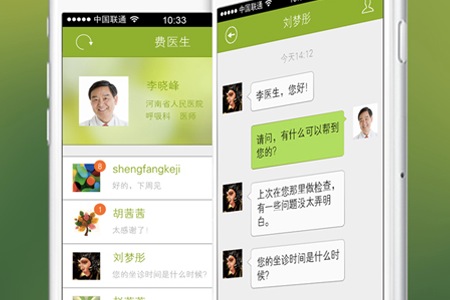 中国联通
10:33
费医生
李晓峰
河南省人民医院
呼吸科 医师
8
shengfangkeji
好的，下周见
1
胡茜茜
太感谢了！
刘梦彤
您的坐诊时间是什么时候?
中国联通
刘梦彤
今天14:12
李医生，您好!
请问，有什么可以帮到
您的?
上次在您那里做检查，
有一些问题没太弄明
白。
您的坐诊时间是什么时
候?